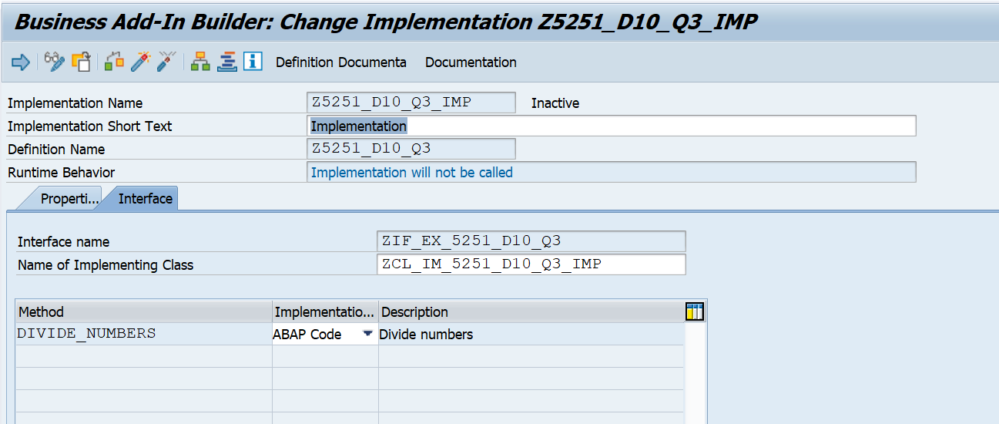 Business Add-In Builder: Change Implementation Z5251_D10_Q3_IMP
Definition Documenta Documentation
Implementation Name Z5251_D10_Q3_IMP Inactive
Implementation Short Text Implementation
Definition Name Z5251_D10_Q3
Runtime Behavior Implementation will not be called
Properti... Interface
Interface name ZIF_EX_5251_D10_Q3
Name of Implementing Class ZCL_IM_5251_D10_Q3_IMP
Method Implementatio... Description
DIVIDE_NUMBERS ABAP Code Divide numbers